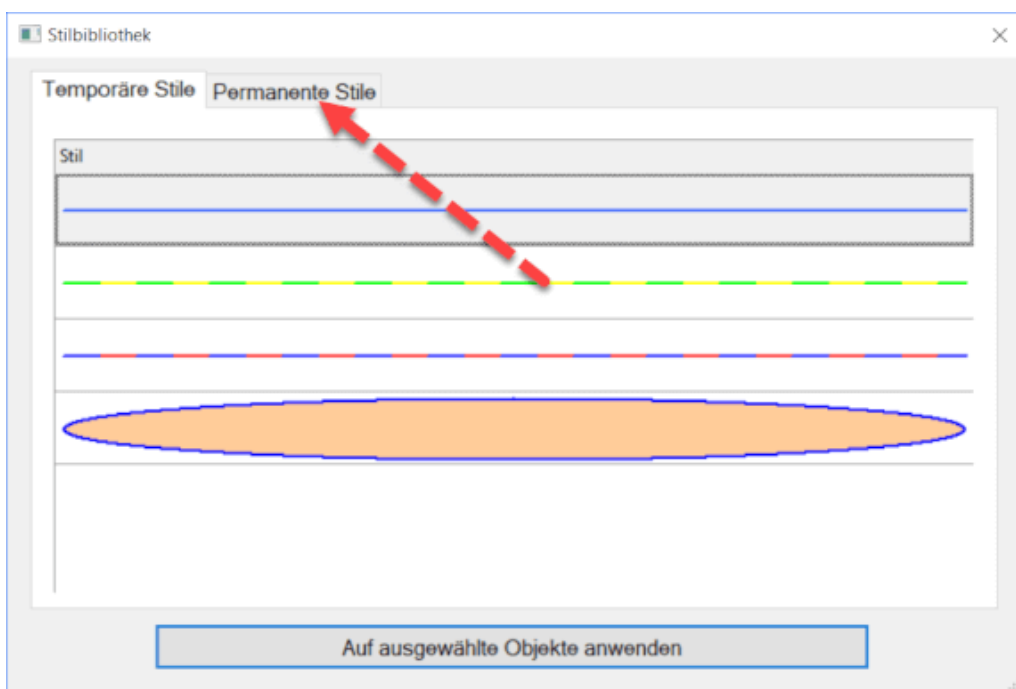 Stilbibliothek
Temporäre Stile Permanente Stile
Stil
Auf ausgewählte Objekte anwenden